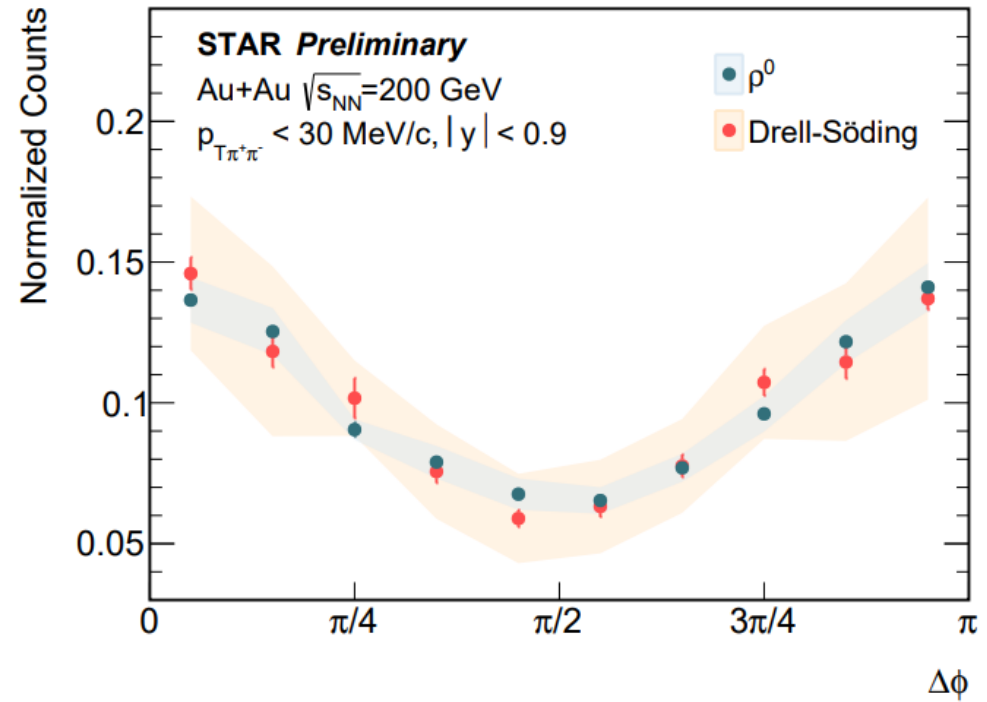 Normalized Counts
STAR Preliminary
Au+Au √sNN=200 GeV
pTπ+π- < 30 MeV/c, | y | < 0.9
ρ0
Drell-Söding
0.2
0.15
0.1
0.05
0 π/4 π/2 3π/4 π
Δϕ